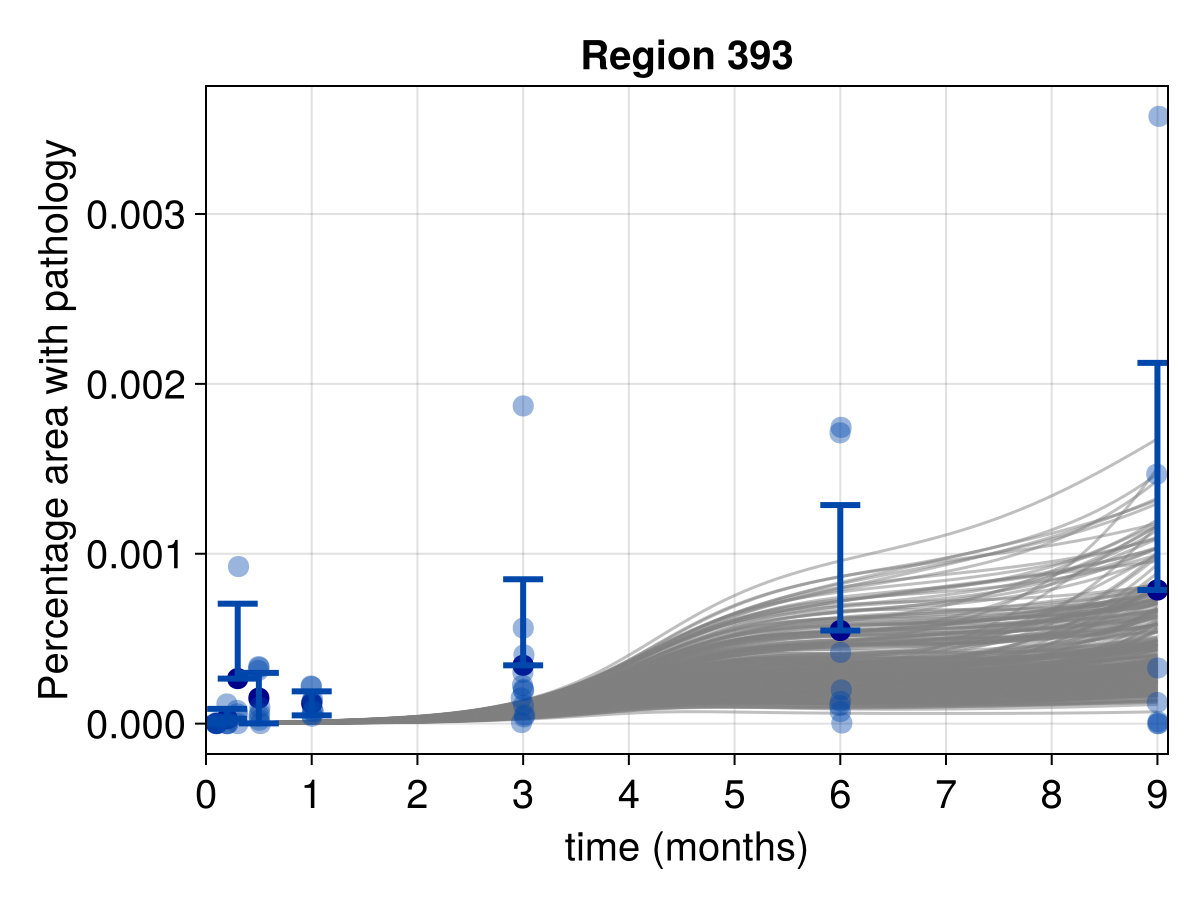 Region 393
Percentage area with pathology
0.003
0.002
0.001
0.000
0 1 2 3 4 5 6 7 8 9
time (months)